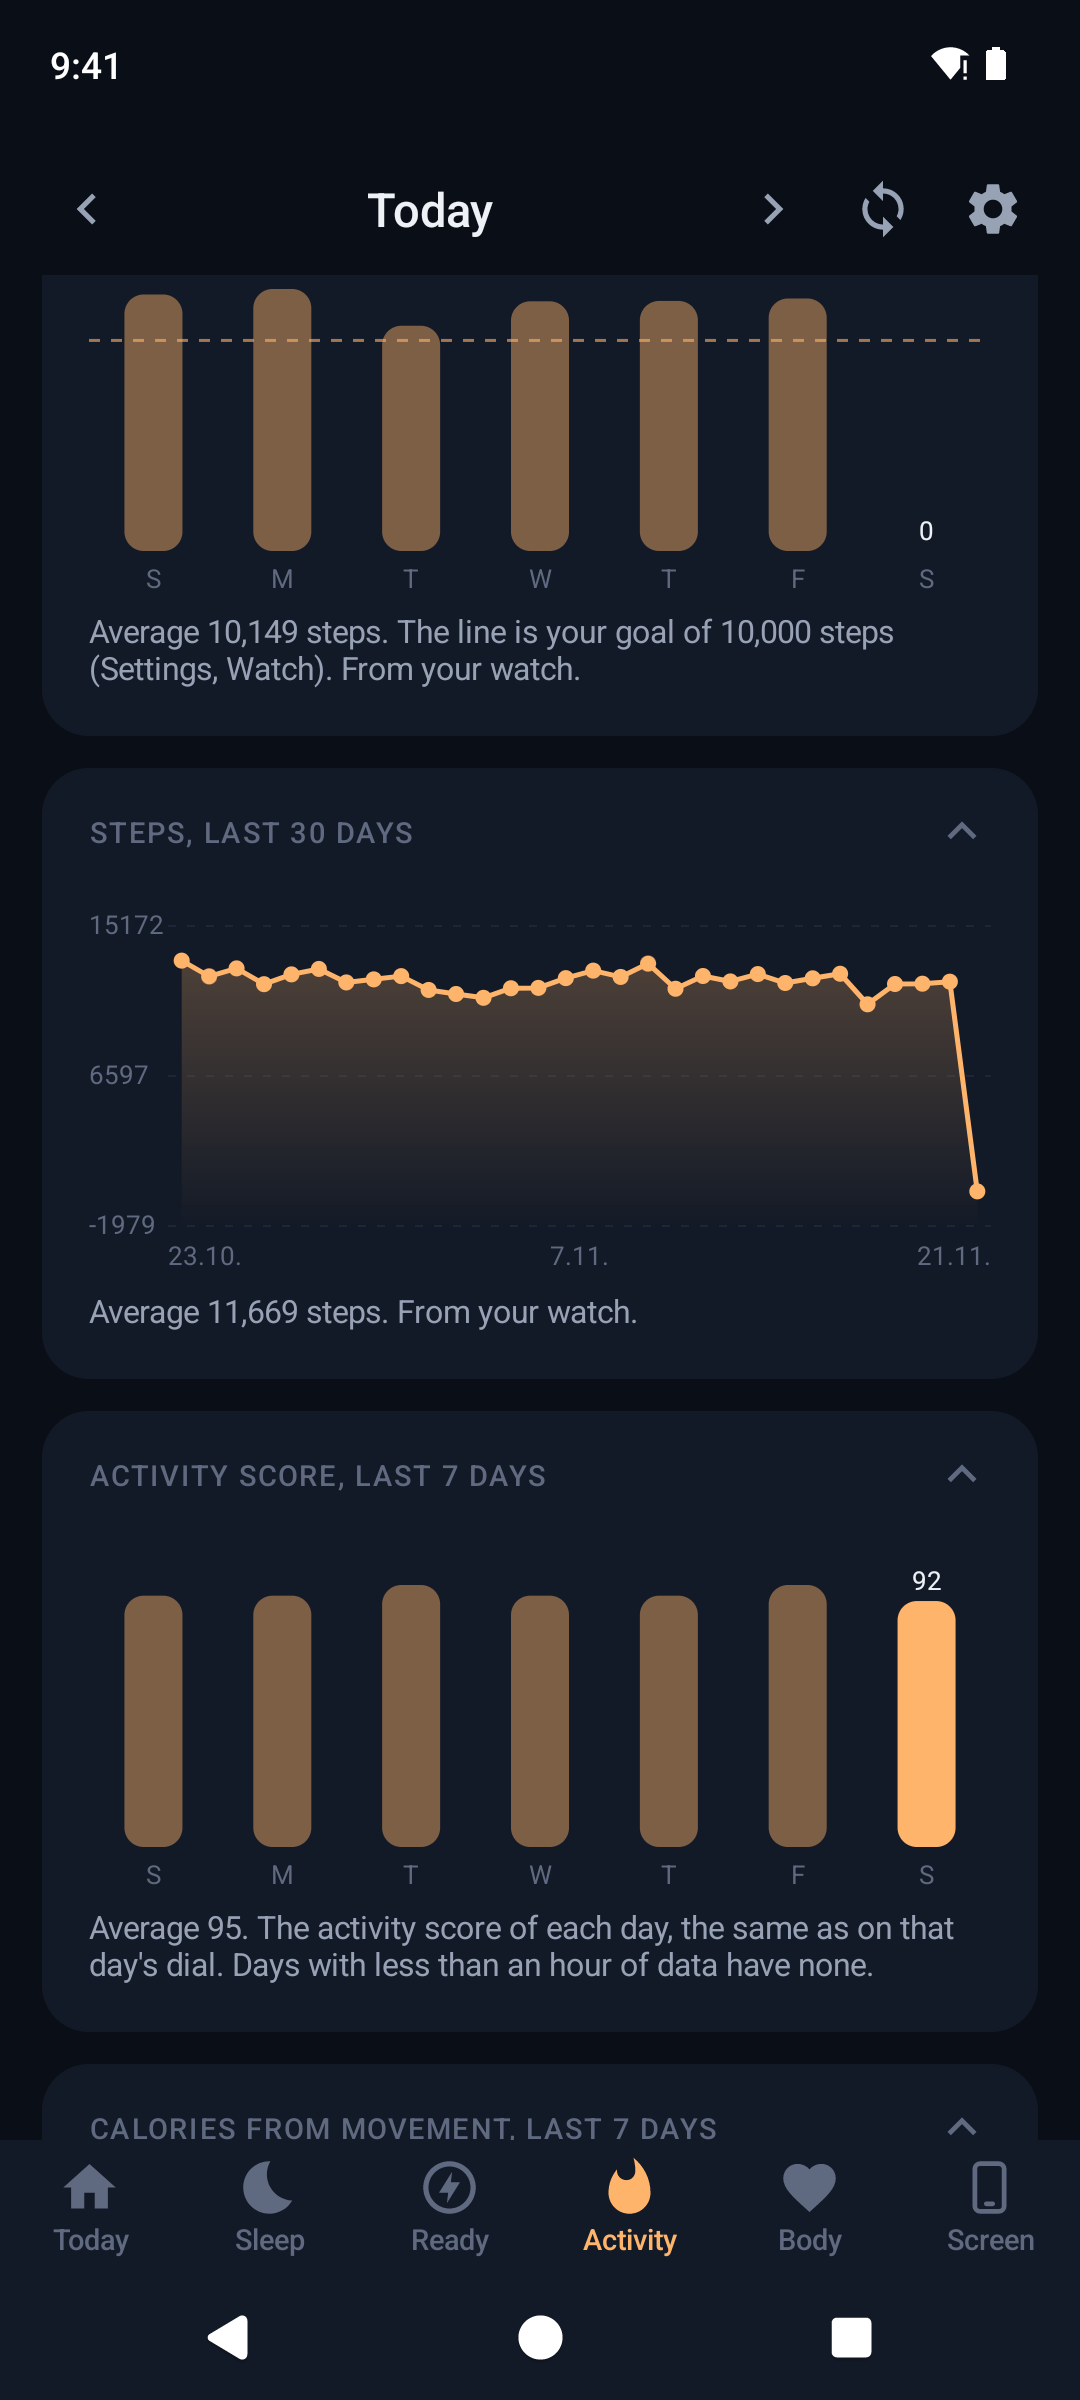 9:41
Today
0
S M T W T F S
Average 10,149 steps. The line is your goal of 10,000 steps
(Settings, Watch). From your watch.
STEPS, LAST 30 DAYS
15172
6597
-1979
23.10. 7.11. 21.11.
Average 11,669 steps. From your watch.
ACTIVITY SCORE, LAST 7 DAYS
92
S M T W T F S
Average 95. The activity score of each day, the same as on that
day's dial. Days with less than an hour of data have none.
CALORIES FROM MOVEMENT, LAST 7 DAYS
Today Sleep Ready Activity Body Screen